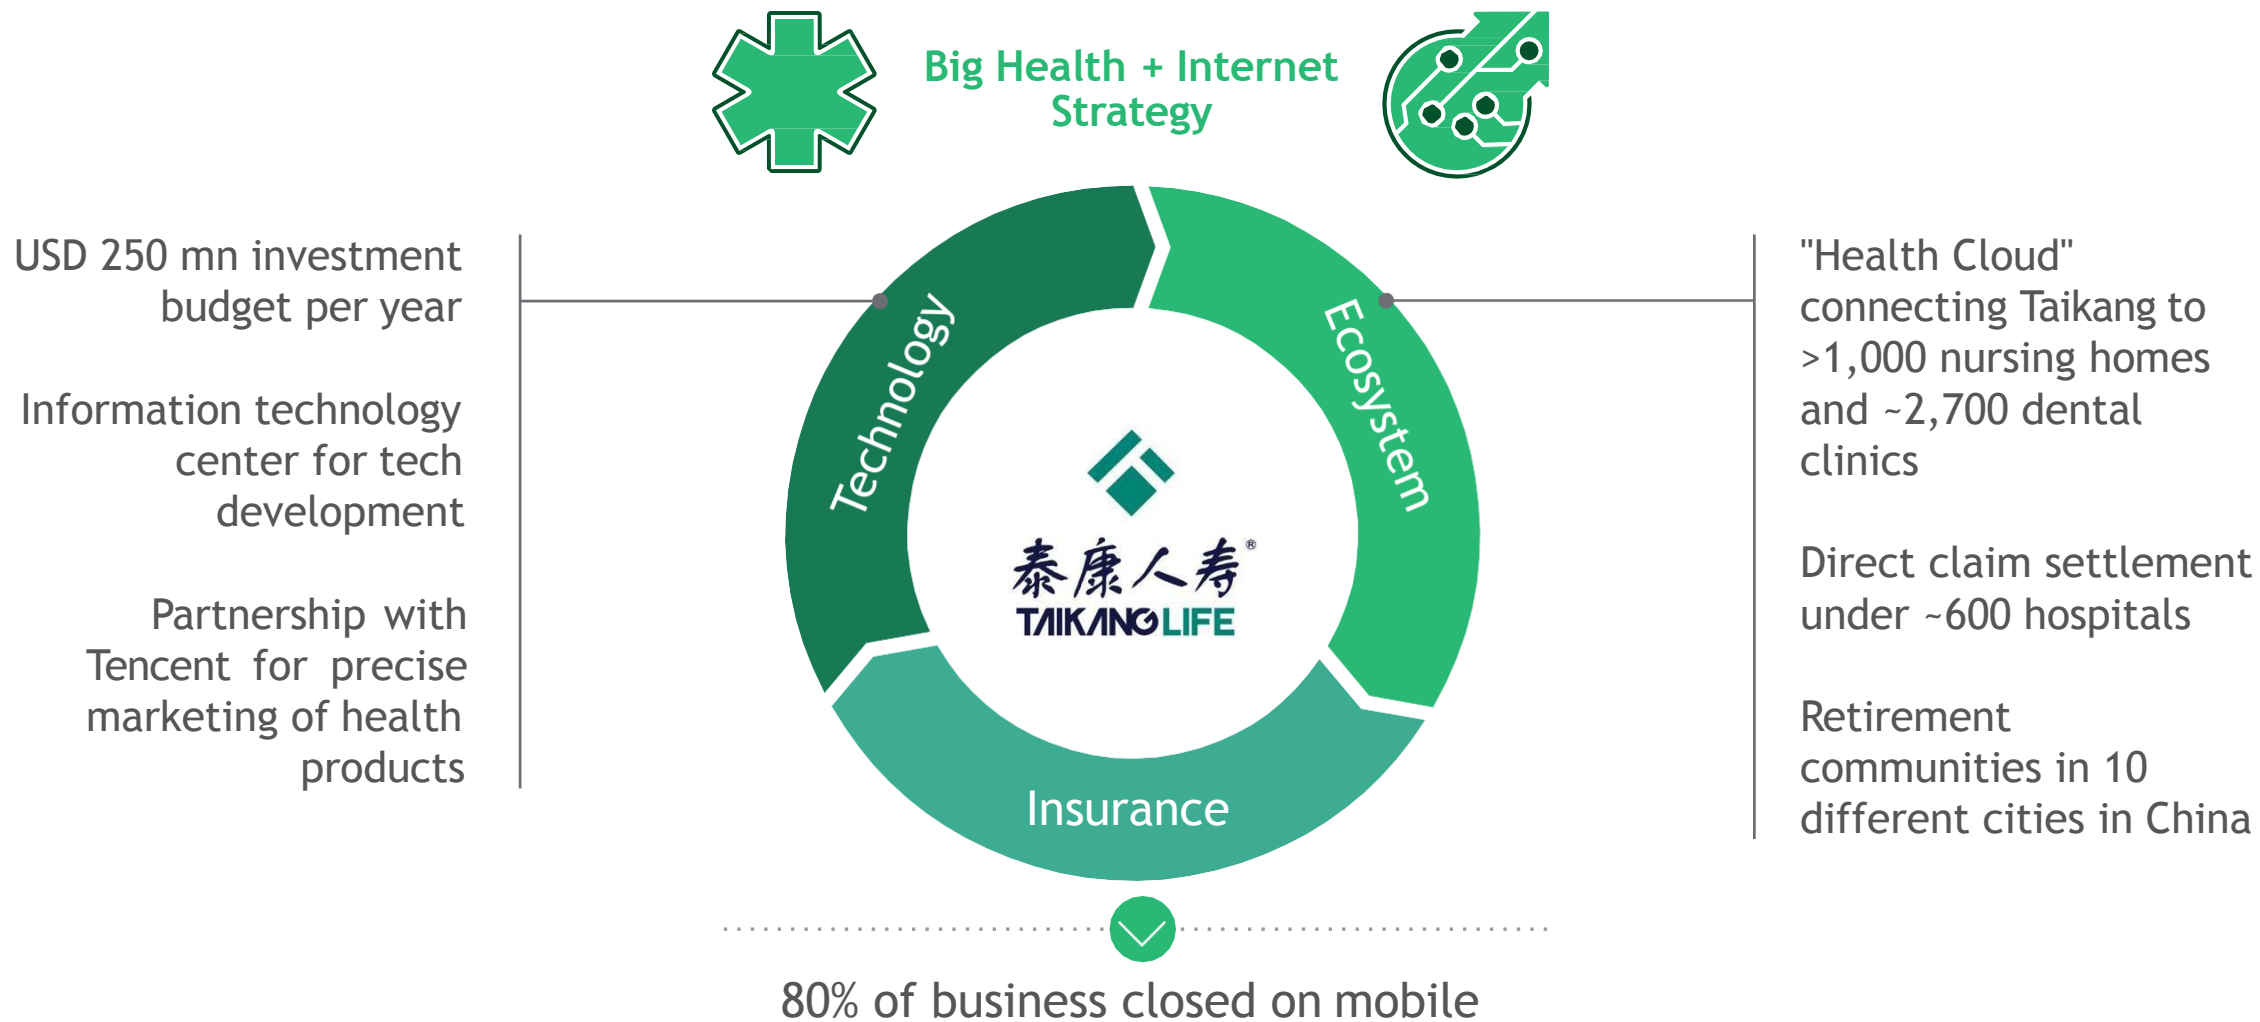 Big Health + Internet
Strategy
USD 250 mn investment
budget per year
Information technology
center for tech
development
Partnership with
Tencent for precise
marketing of health
products
Technology
Ecosystem
Insurance
泰康人寿®
TAIKANG LIFE
"Health Cloud"
connecting Taikang to
>1,000 nursing homes
and ~2,700 dental
clinics
Direct claim settlement
under ~600 hospitals
Retirement
communities in 10
different cities in China
80% of business closed on mobile